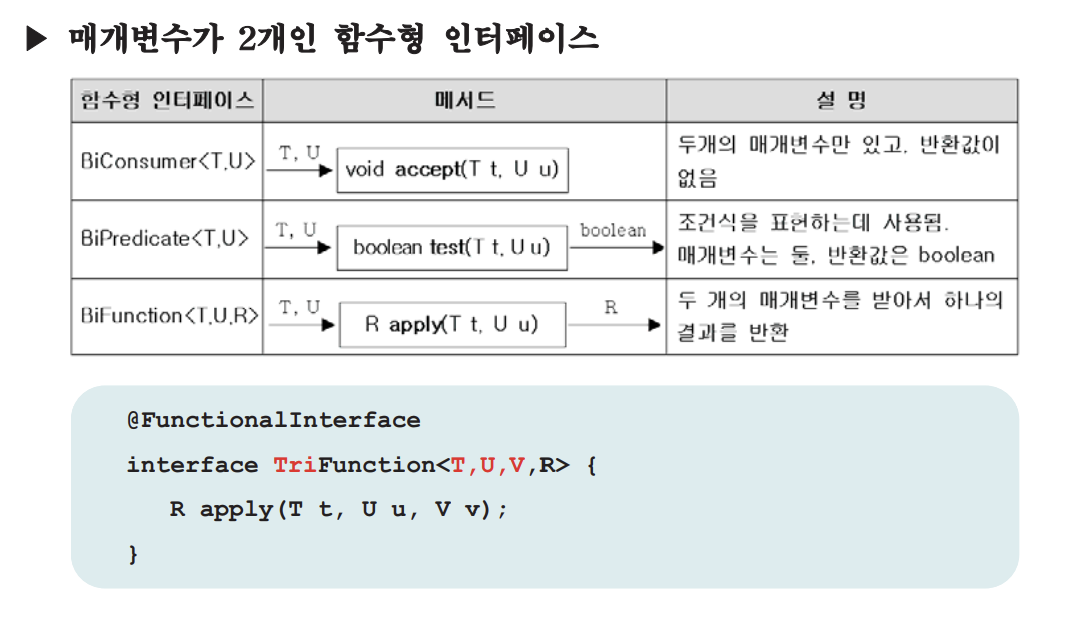 ▶ 매개변수가 2개인 함수형 인터페이스
함수형 인터페이스 메서드 설 명
BiConsumer<T,U> T, U void accept(T t, U u) 두개의 매개변수만 있고, 반환값이
없음
BiPredicate<T,U> T, U boolean test(T t, U u) boolean 조건식을 표현하는데 사용됨.
매개변수는 둘, 반환값은 boolean
BiFunction<T,U,R> T, U R apply(T t, U u) R 두 개의 매개변수를 받아서 하나의
결과를 반환
@FunctionalInterface
interface TriFunction<T,U,V,R> {
R apply(T t, U u, V v);
}